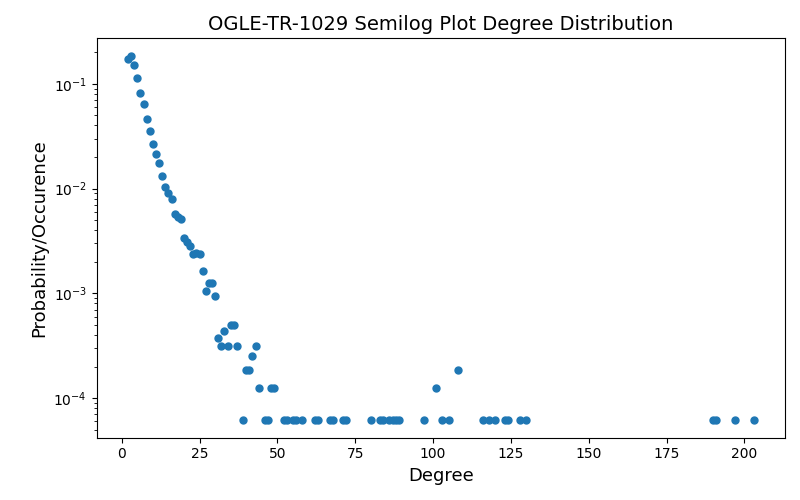 OGLE-TR-1029 Semilog Plot Degree Distribution
Probability/Occurence
10⁻¹
10⁻²
10⁻³
10⁻⁴
0 25 50 75 100 125 150 175 200
Degree